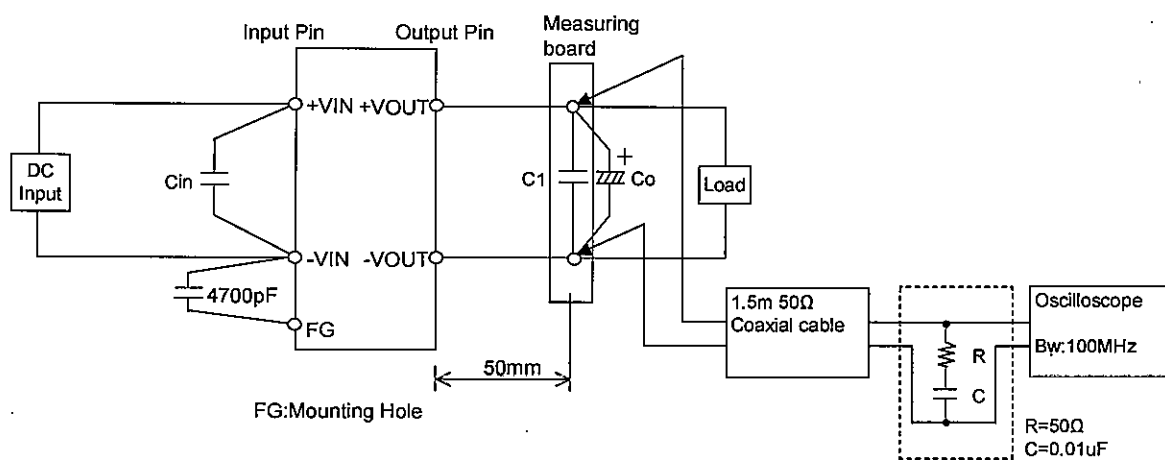 Input Pin
Output Pin
Measuring
board
+VIN
+VOUT
DC
Input
Cin
C1
+
Co
Load
-VIN
-VOUT
4700pF
FG
1.5m 50Ω
Coaxial cable
Oscilloscope
Bw:100MHz
R
C
50mm
FG:Mounting Hole
R=50Ω
C=0.01uF